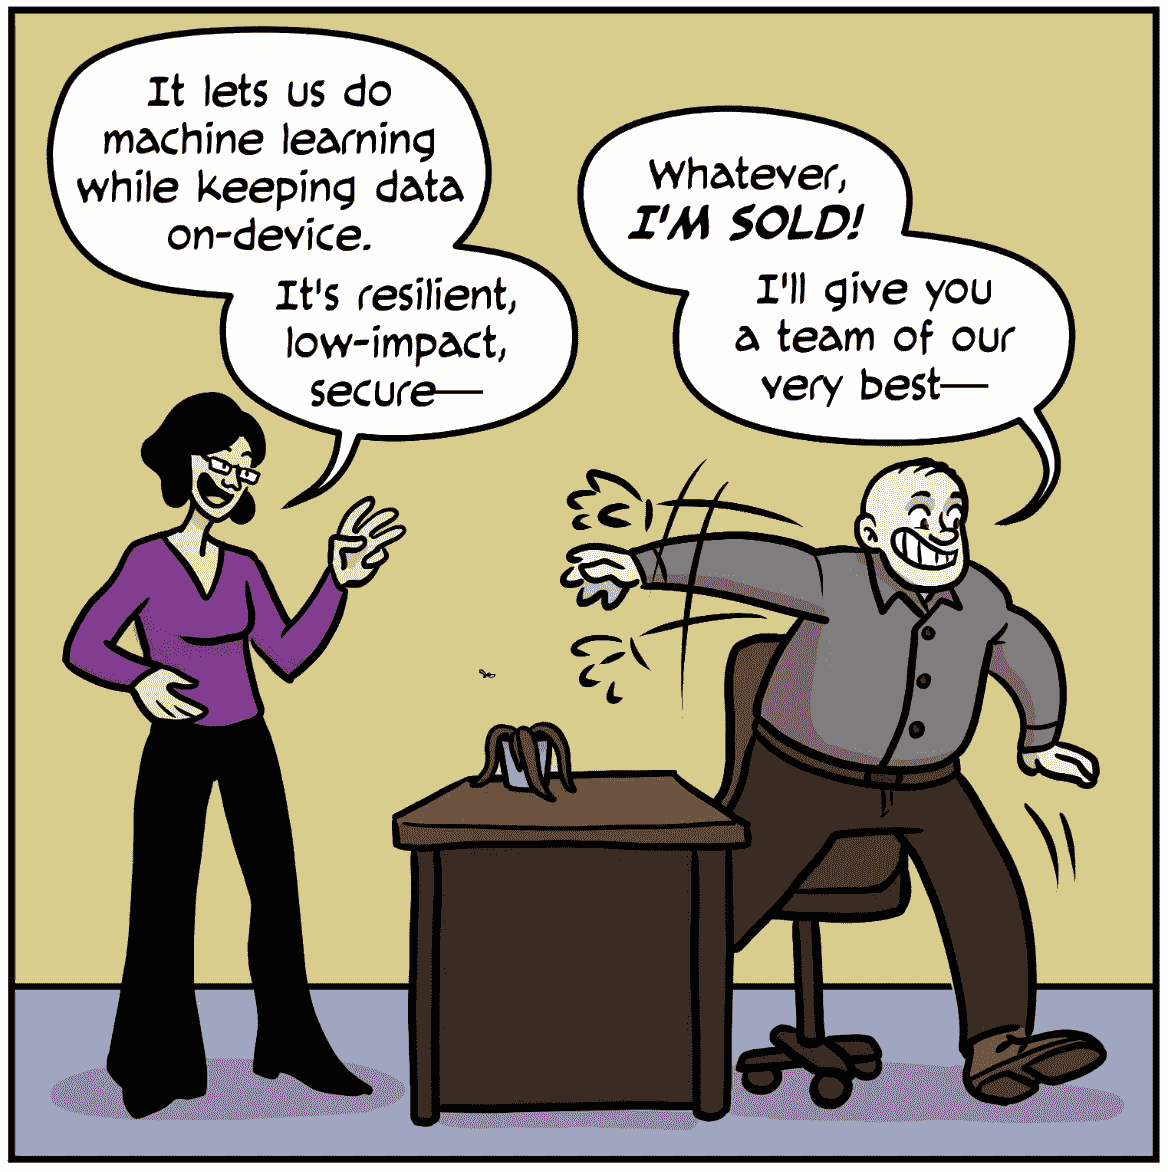 It lets us do
machine learning
while keeping data
on-device.
It's resilient,
low-impact,
secure—
Whatever,
I'M SOLD!
I'll give you
a team of our
very best—